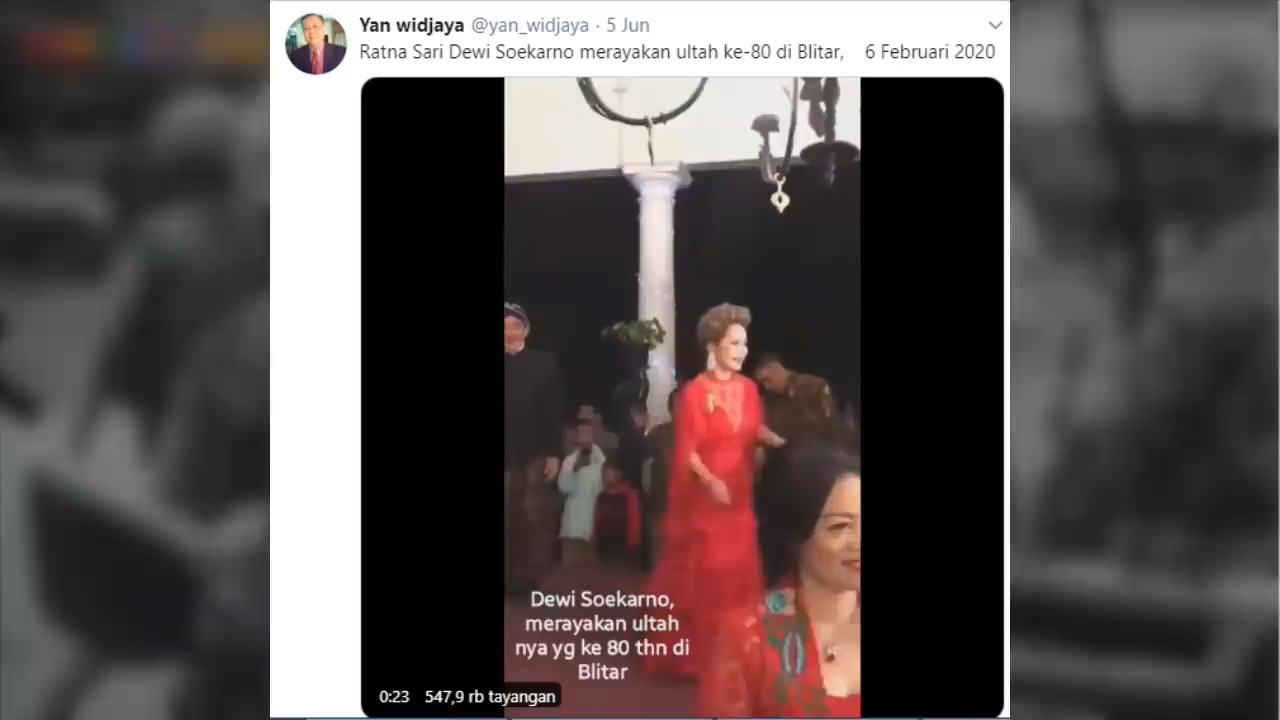 Yan widjaya @yan_widjaya · 5 Jun
Ratna Sari Dewi Soekarno merayakan ultah ke-80 di Blitar, 6 Februari 2020
Dewi Soekarno,
merayakan ultah
nya yg ke 80 thn di
Blitar
0:23 547,9 rb tayangan